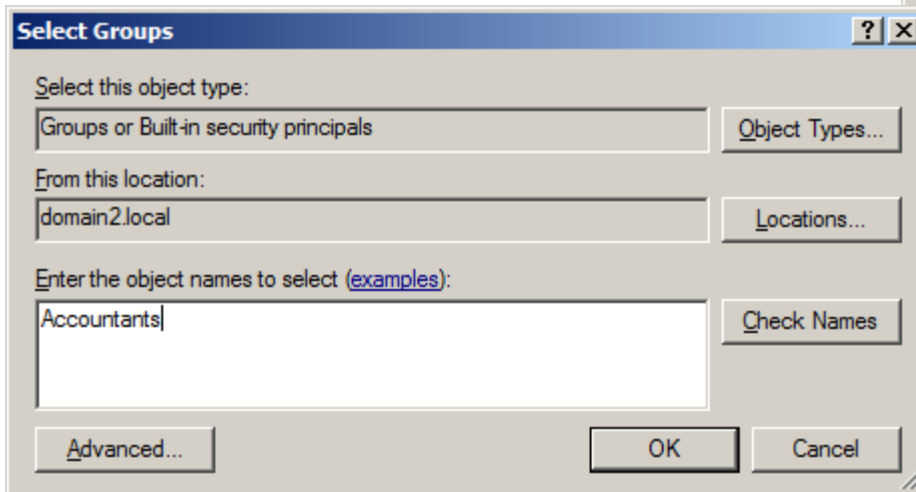 Select Groups
Select this object type:
Groups or Built-in security principals
Object Types...
From this location:
domain2.local
Locations...
Enter the object names to select (examples):
Accountants
Check Names
Advanced...
OK
Cancel